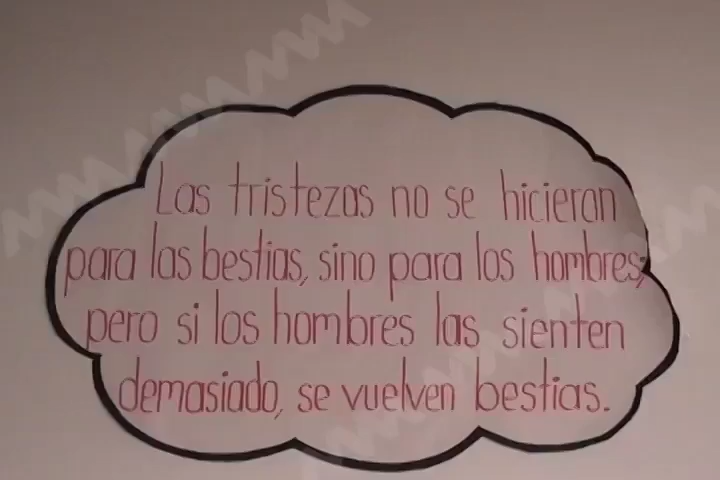 Las tristezas no se hicieron
para las bestias, sino para los hombres;
pero si los hombres las sienten
demasiado, se vuelven bestias.